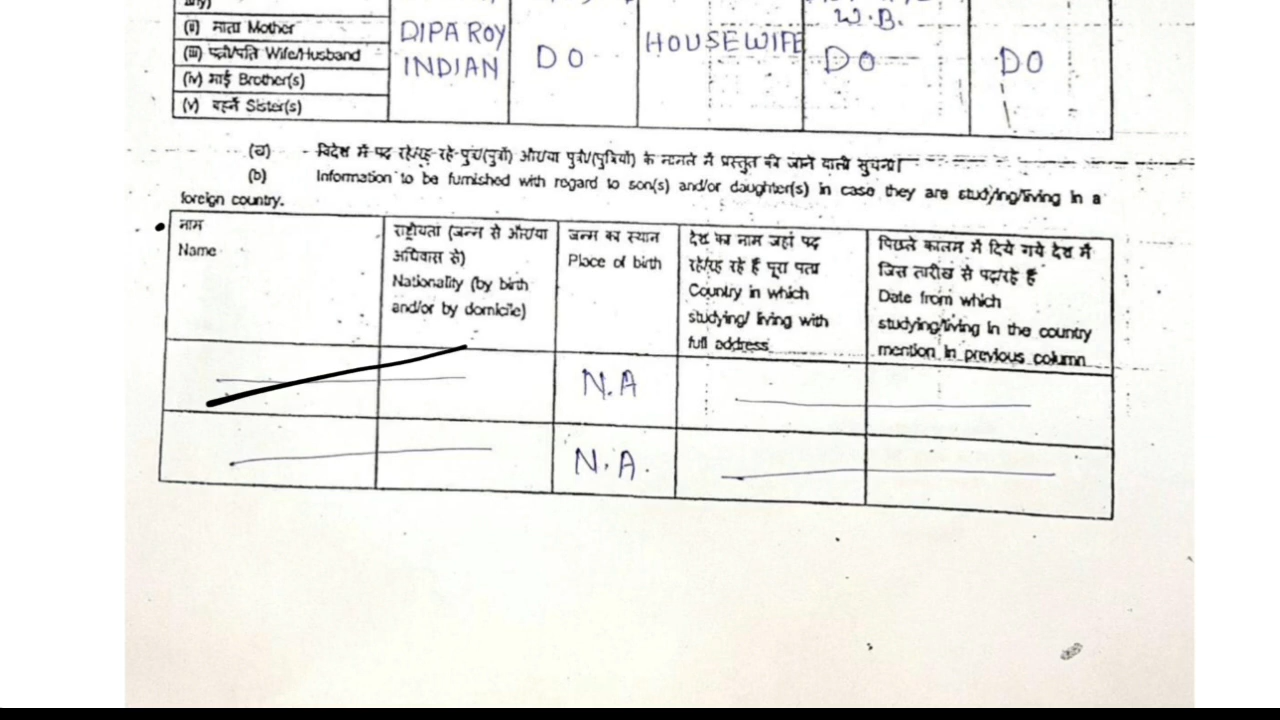 (ii) माता Mother
(iii) पत्नी/पति Wife/Husband
(iv) भाई Brother(s)
(v) बहनें Sister(s)
DIPA ROY
INDIAN
DO
HOUSEWIFE
W.B.
DO
DO
(ख) विदेश में पढ़ रहे/रह रहे पुत्र(पुत्रों) और/या पुत्री/(पुत्रियों) के मामले में प्रस्तुत की जाने वाली सूचना।
(b) Information to be furnished with regard to son(s) and/or daughter(s) in case they are studying/living in a
foreign country.
नाम
Name
राष्ट्रीयता (जन्म से और/या
अधिवास से)
Nationality (by birth
and/or by domicile)
जन्म का स्थान
Place of birth
देश का नाम जहां पढ़
रहे/रह रहे हैं पूरा पता
Country in which
studying/ living with
full address
पिछले कालम में दिये गये देश में
जिस तारीख से पढ़/रहे हैं
Date from which
studying/living in the country
mention in previous column
N.A
N.A.